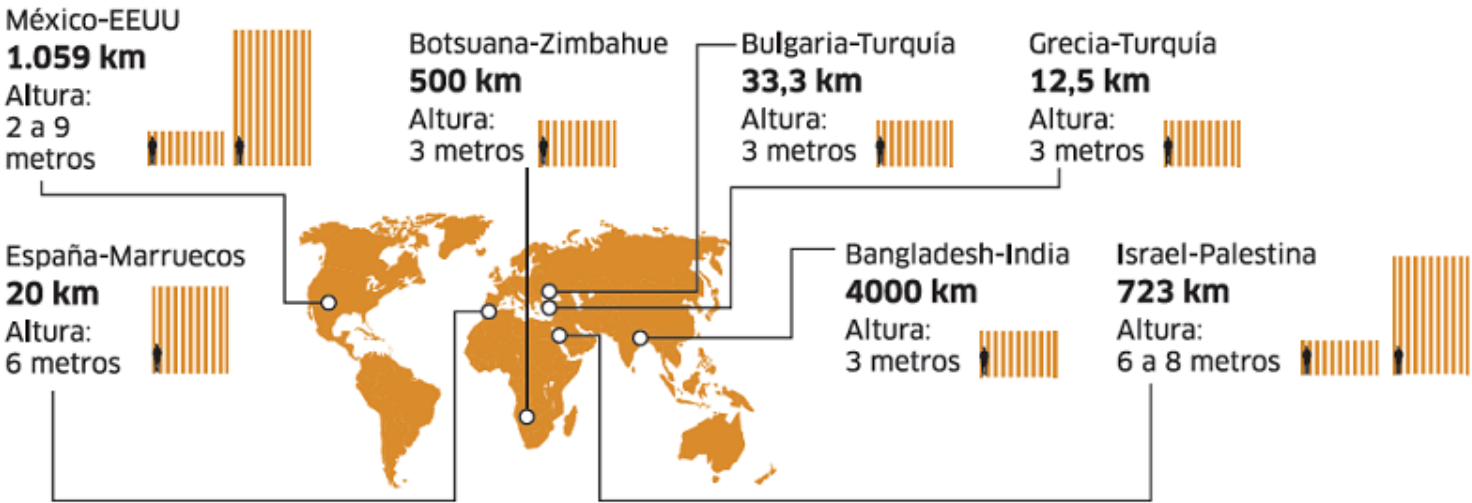 México-EEUU
1.059 km
Altura:
2 a 9
metros
Botsuana-Zimbahue
500 km
Altura:
3 metros
Bulgaria-Turquía
33,3 km
Altura:
3 metros
Grecia-Turquía
12,5 km
Altura:
3 metros
España-Marruecos
20 km
Altura:
6 metros
Bangladesh-India
4000 km
Altura:
3 metros
Israel-Palestina
723 km
Altura:
6 a 8 metros